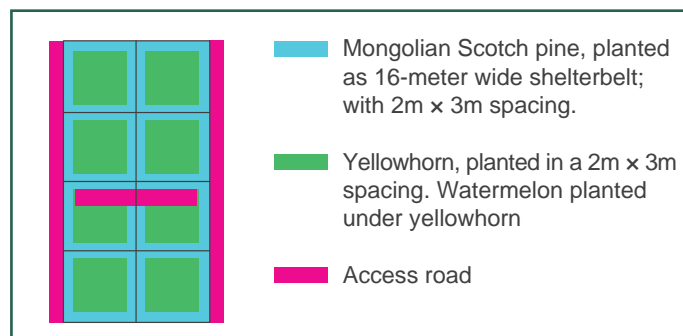 Mongolian Scotch pine, planted
as 16-meter wide shelterbelt;
with 2m × 3m spacing.
Yellowhorn, planted in a 2m × 3m
spacing. Watermelon planted
under yellowhorn
Access road